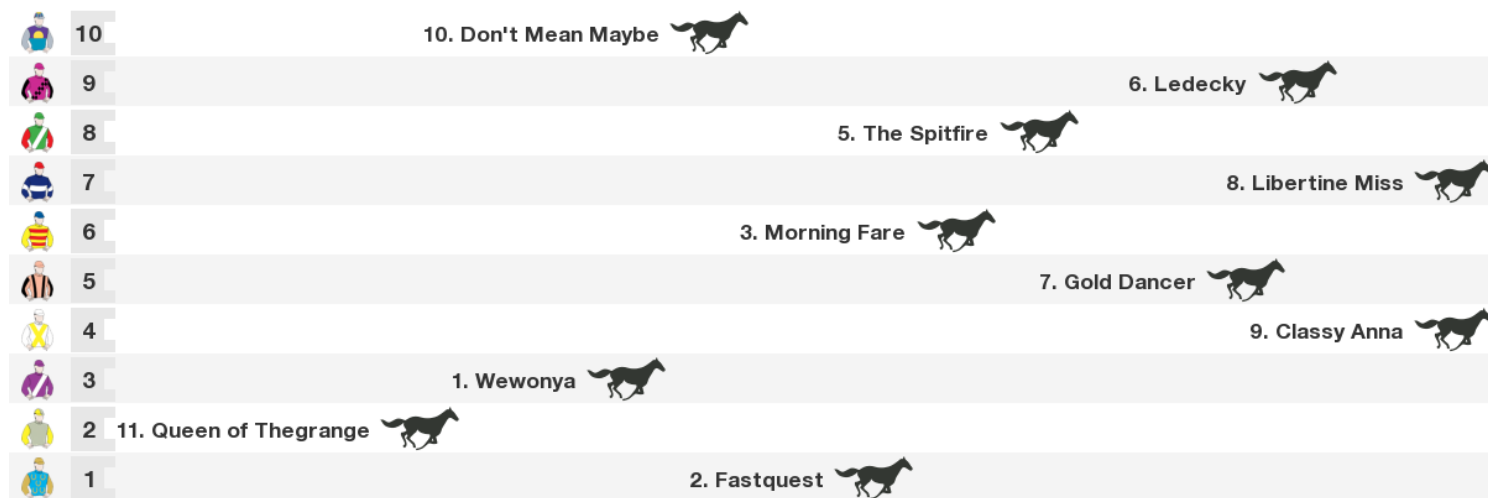 10 10. Don't Mean Maybe
9 6. Ledecky
8 5. The Spitfire
7 8. Libertine Miss
6 3. Morning Fare
5 7. Gold Dancer
4 9. Classy Anna
3 1. Wewonya
2 11. Queen of Thegrange
1 2. Fastquest